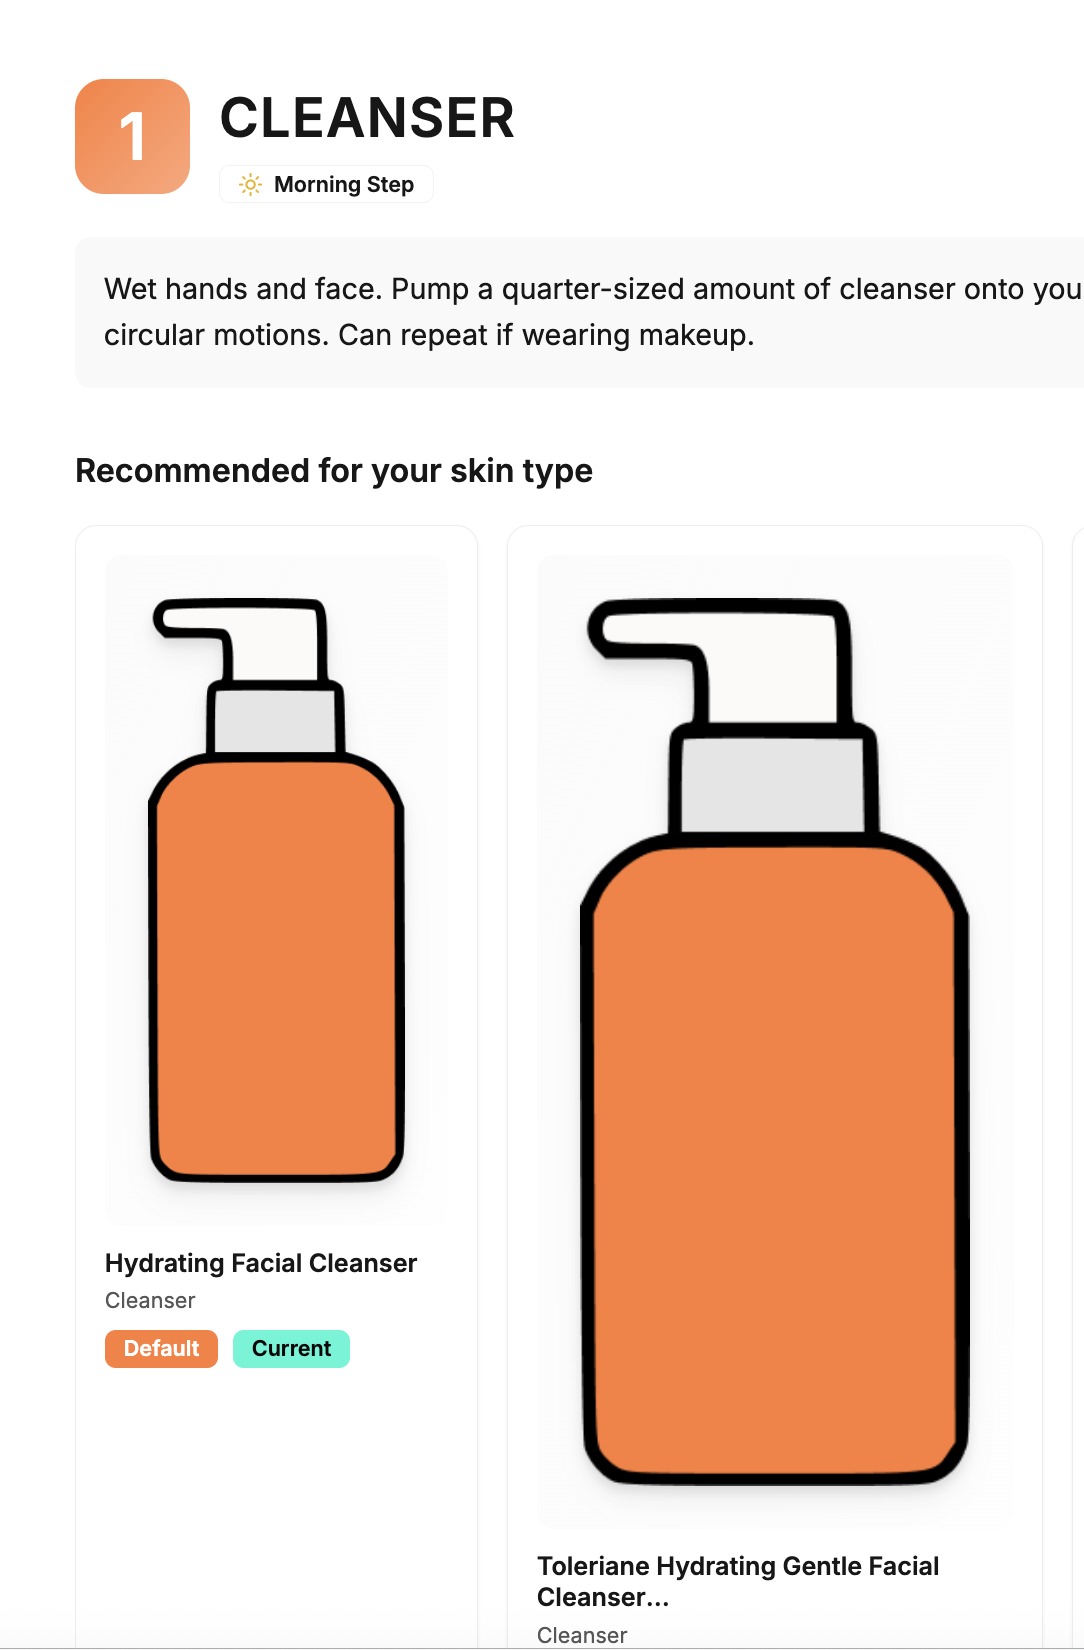 1
CLEANSER
Morning Step
Wet hands and face. Pump a quarter-sized amount of cleanser onto you
circular motions. Can repeat if wearing makeup.
Recommended for your skin type
Hydrating Facial Cleanser
Cleanser
Default Current
Toleriane Hydrating Gentle Facial
Cleanser...
Cleanser